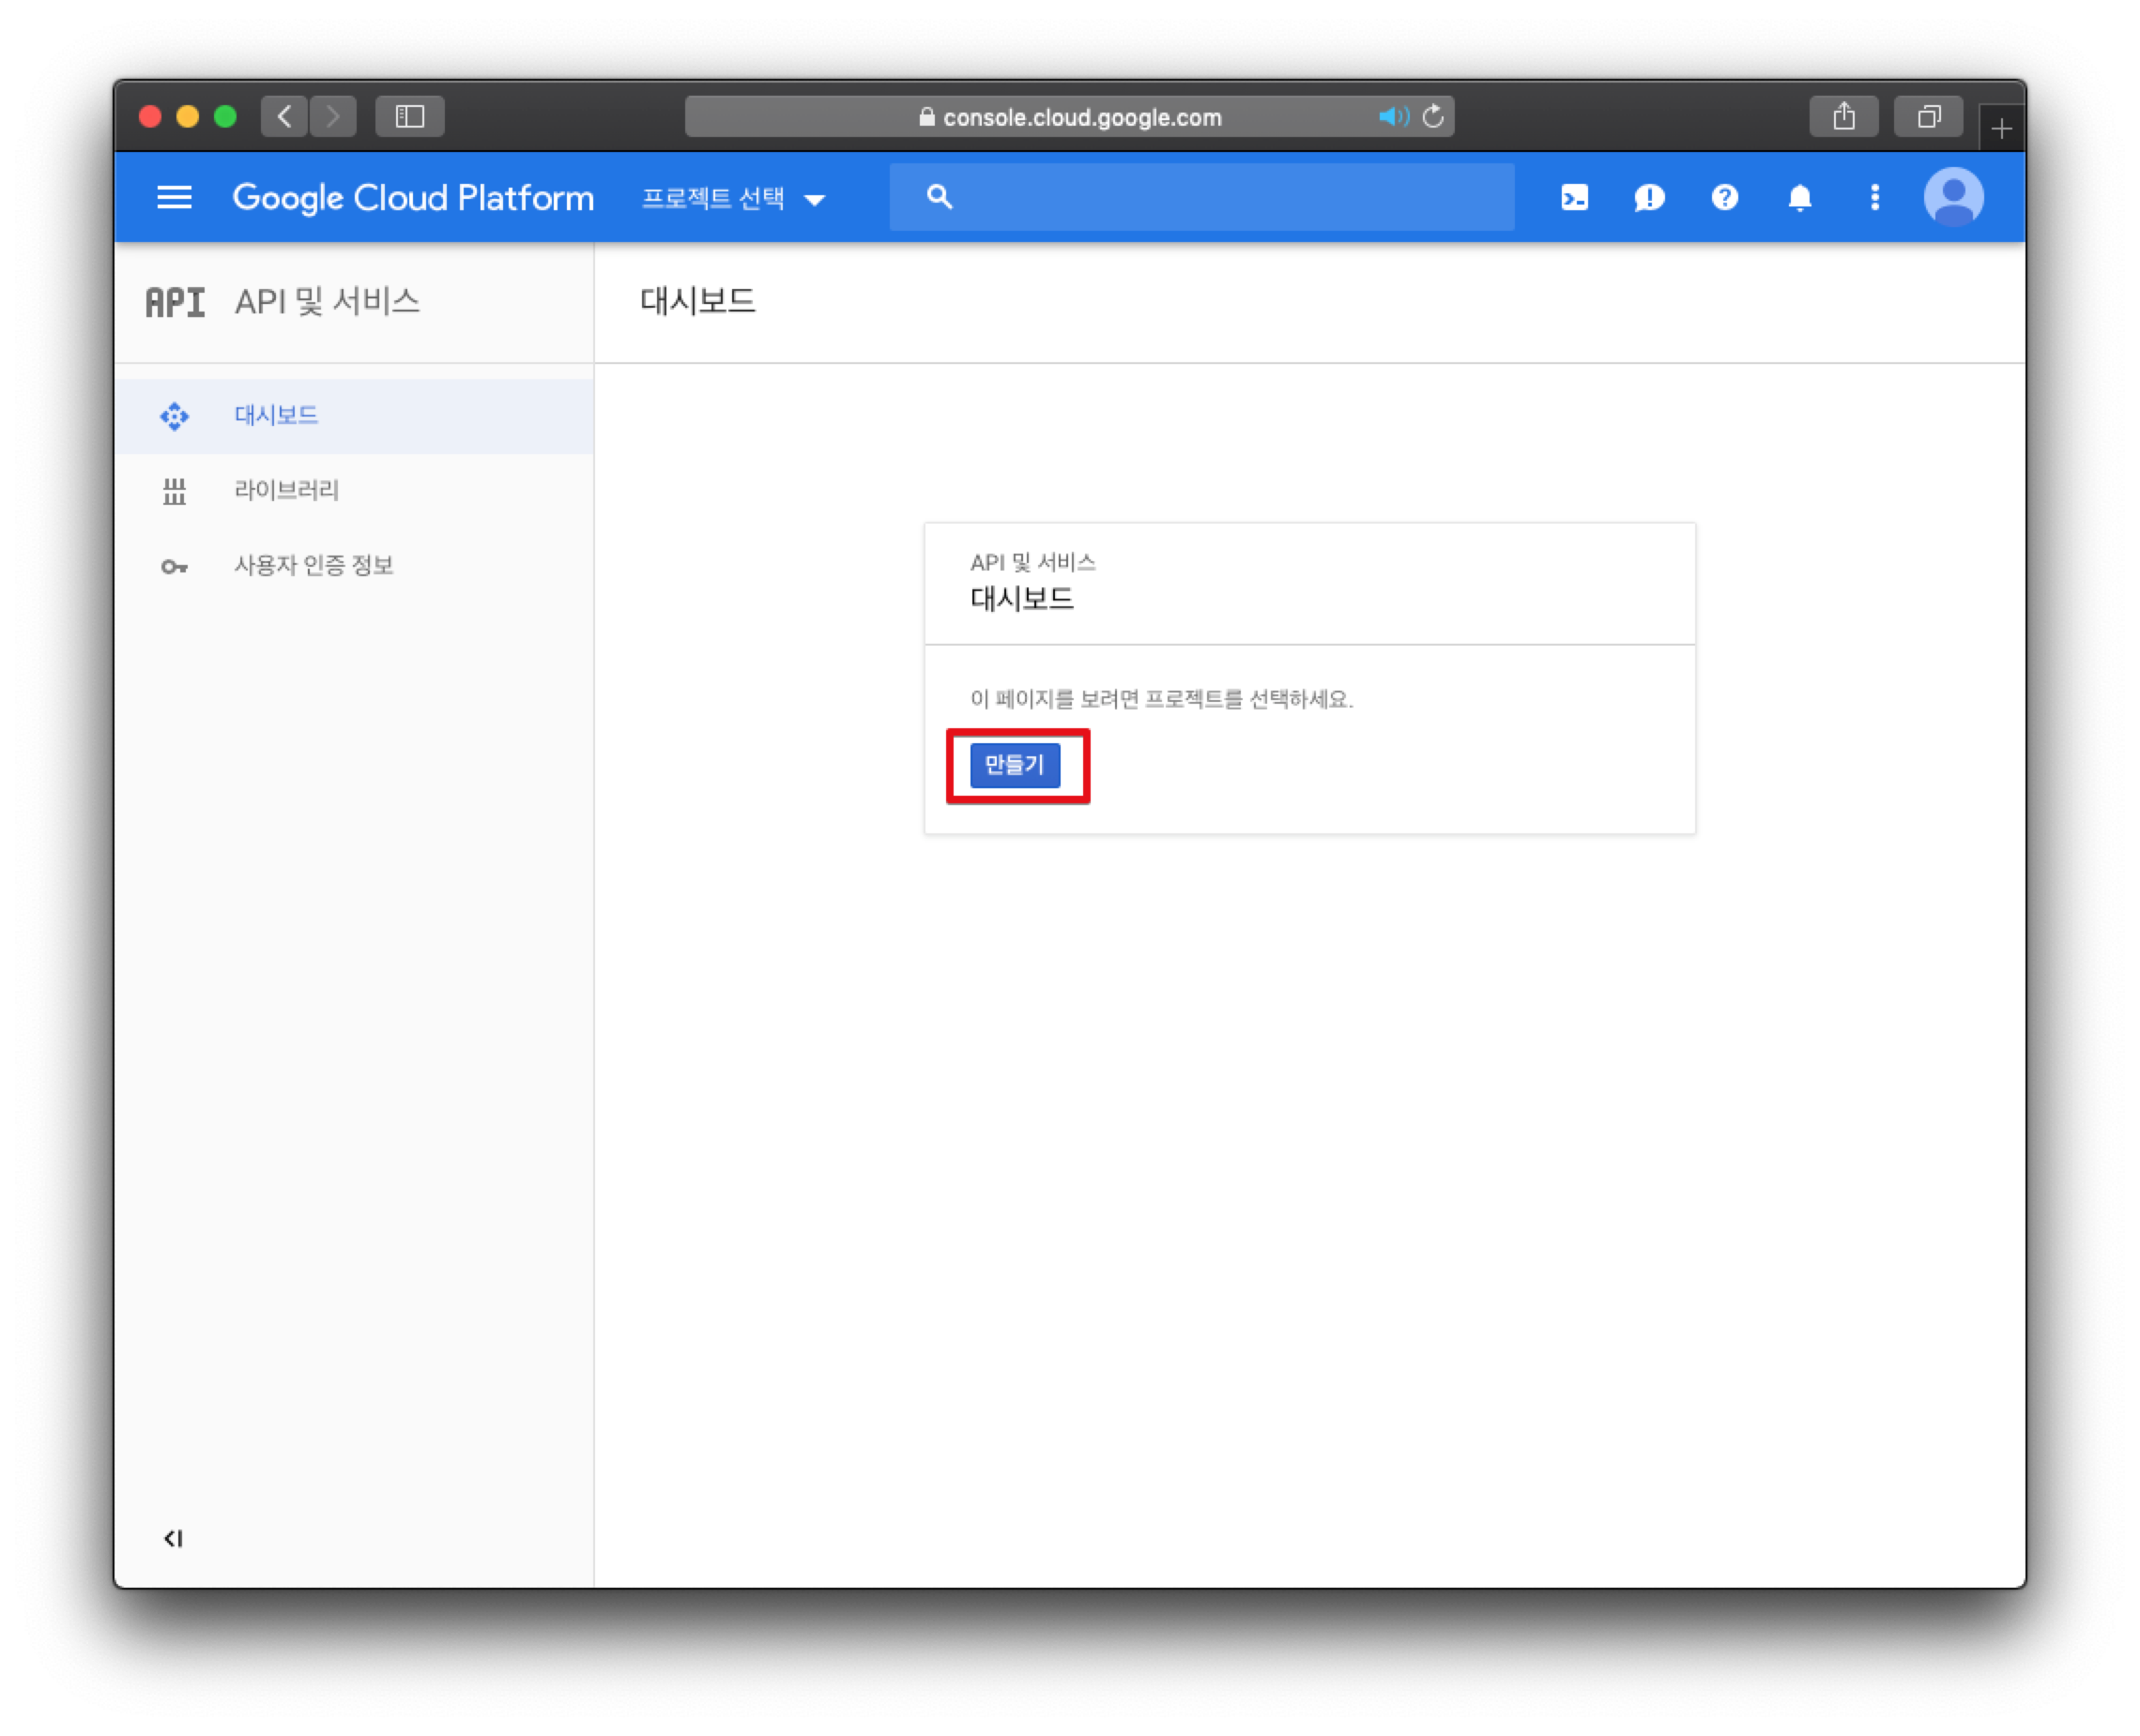 console.cloud.google.com
Google Cloud Platform 프로젝트 선택
API API 및 서비스
대시보드
대시보드
라이브러리
사용자 인증 정보
API 및 서비스
대시보드
이 페이지를 보려면 프로젝트를 선택하세요.
만들기